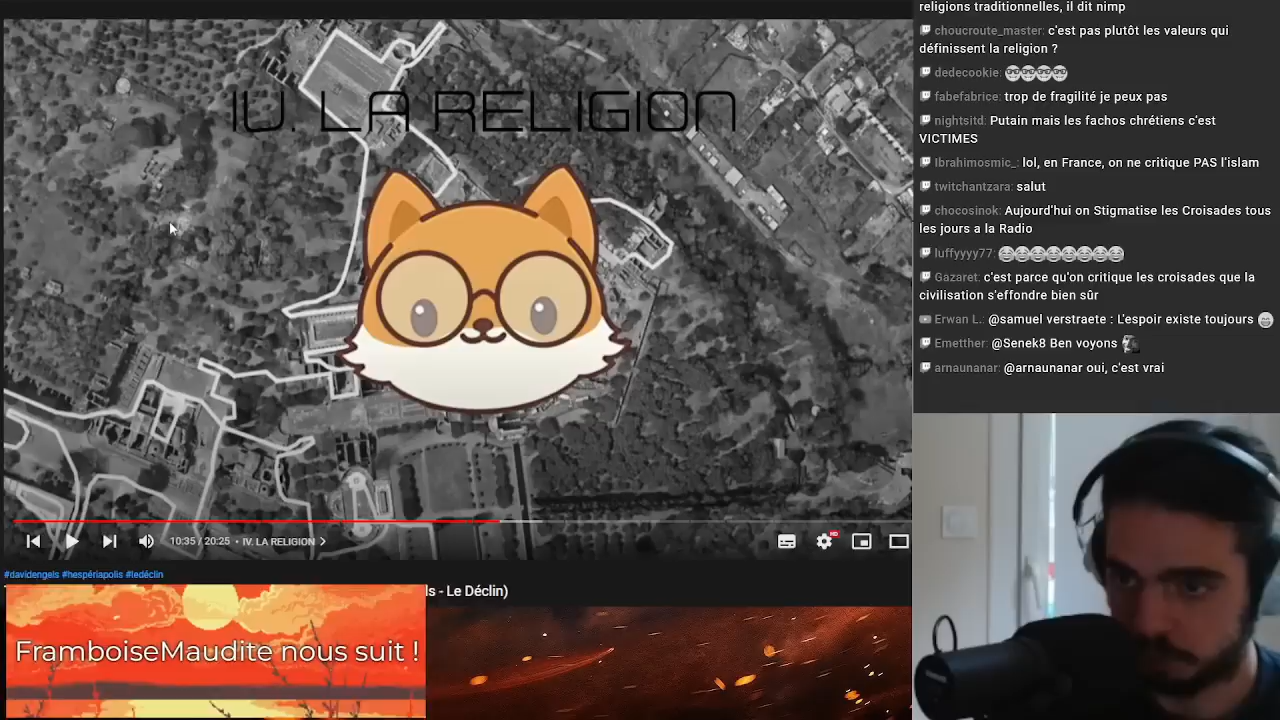 IV. LA RELIGION
10:35 / 20:25 • IV. LA RELIGION
HD
#davidengels #hespériapolis #ledéclin
ls - Le Déclin)
FramboiseMaudite nous suit !
religions traditionnelles, il dit nimp
choucroute_master: c'est pas plutôt les valeurs qui
définissent la religion ?
dedecookie:
fabefabrice: trop de fragilité je peux pas
nightsitd: Putain mais les fachos chrétiens c'est
VICTIMES
Ibrahimosmic_: lol, en France, on ne critique PAS l'islam
twitchantzara: salut
chocosinok: Aujourd'hui on Stigmatise les Croisades tous
les jours a la Radio
luffyyyy77:
Gazaret: c'est parce qu'on critique les croisades que la
civilisation s'effondre bien sûr
Erwan L.: @samuel verstraete : L'espoir existe toujours
Emetther: @Senek8 Ben voyons
arnaunanar: @arnaunanar oui, c'est vrai